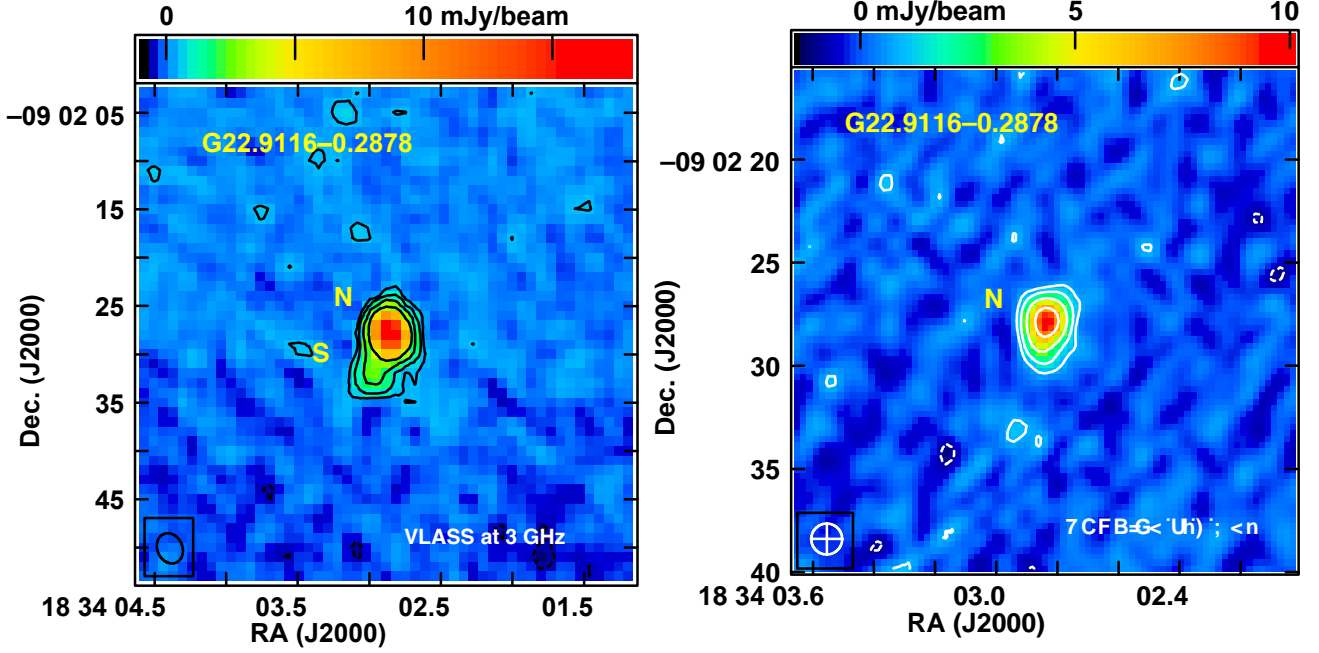 0 10 mJy/beam
–09 02 05
G22.9116–0.2878
15
25
N
S
35
45
VLASS at 3 GHz
18 34 04.5 03.5 02.5 01.5
RA (J2000)
Dec. (J2000)
0 mJy/beam 5 10
G22.9116–0.2878
–09 02 20
25
N
30
35
40
18 34 03.6 03.0 02.4
RA (J2000)
Dec. (J2000)